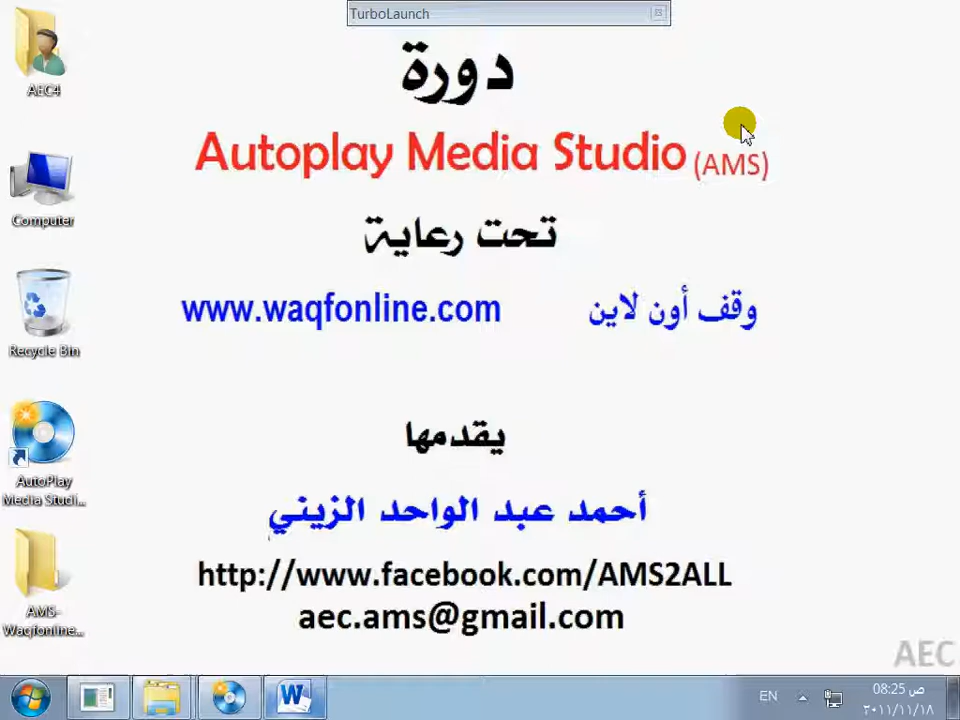 TurboLaunch
دورة
Autoplay Media Studio (AMS)
تحت رعاية
وقف أون لاين www.waqfonline.com
يقدمها
أحمد عبد الواحد الزيني
http://www.facebook.com/AMS2ALL
aec.ams@gmail.com
AEC4
Computer
Recycle Bin
AutoPlay
Media Studi...
AMS-
Waqfonline...
AEC
EN
08:25 ص
٢٠١١/١١/١٨